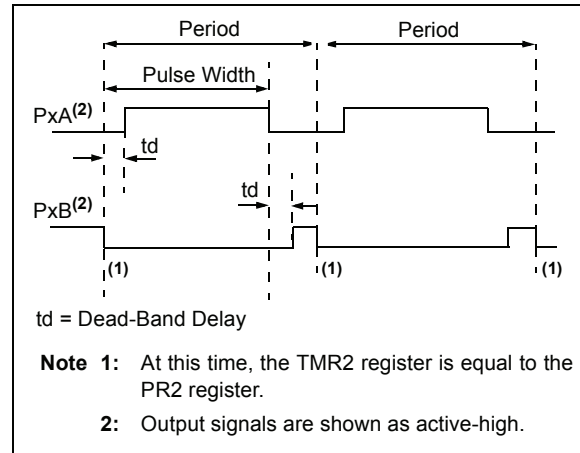 Period Period
Pulse Width
PxA(2)
td
td
PxB(2)
(1) (1) (1)
td = Dead-Band Delay
Note 1: At this time, the TMR2 register is equal to the
PR2 register.
2: Output signals are shown as active-high.